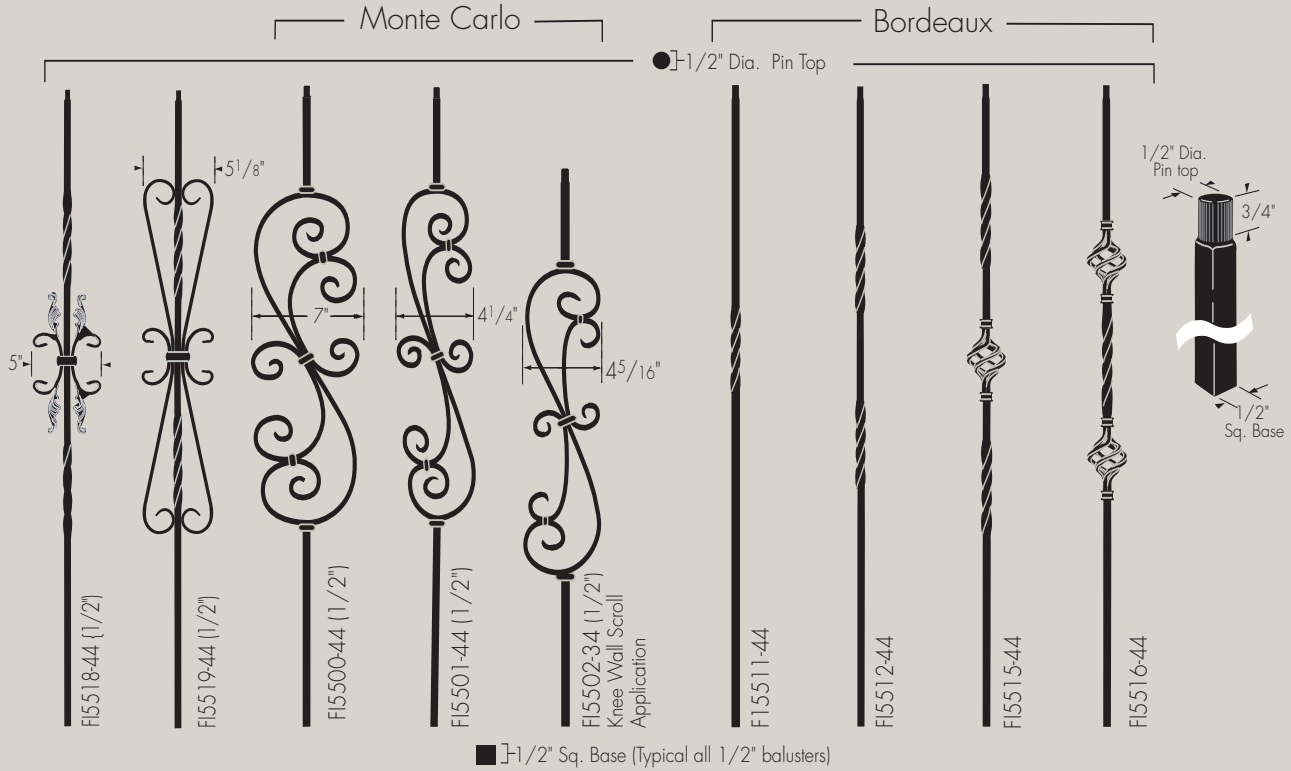 Monte Carlo
Bordeaux
1/2" Dia. Pin Top
5 1/8"
5"
7"
4 1/4"
4 5/16"
1/2" Dia.
Pin top
3/4"
1/2"
Sq. Base
FI5518-44 {1/2")
FI5519-44 (1/2")
FI5500-44 (1/2")
FI5501-44 (1/2")
FI5502-34 (1/2")
Knee Wall Scroll
Application
F15511-44
FI5512-44
FI5515-44
FI5516-44
1/2" Sq. Base (Typical all 1/2" balusters)